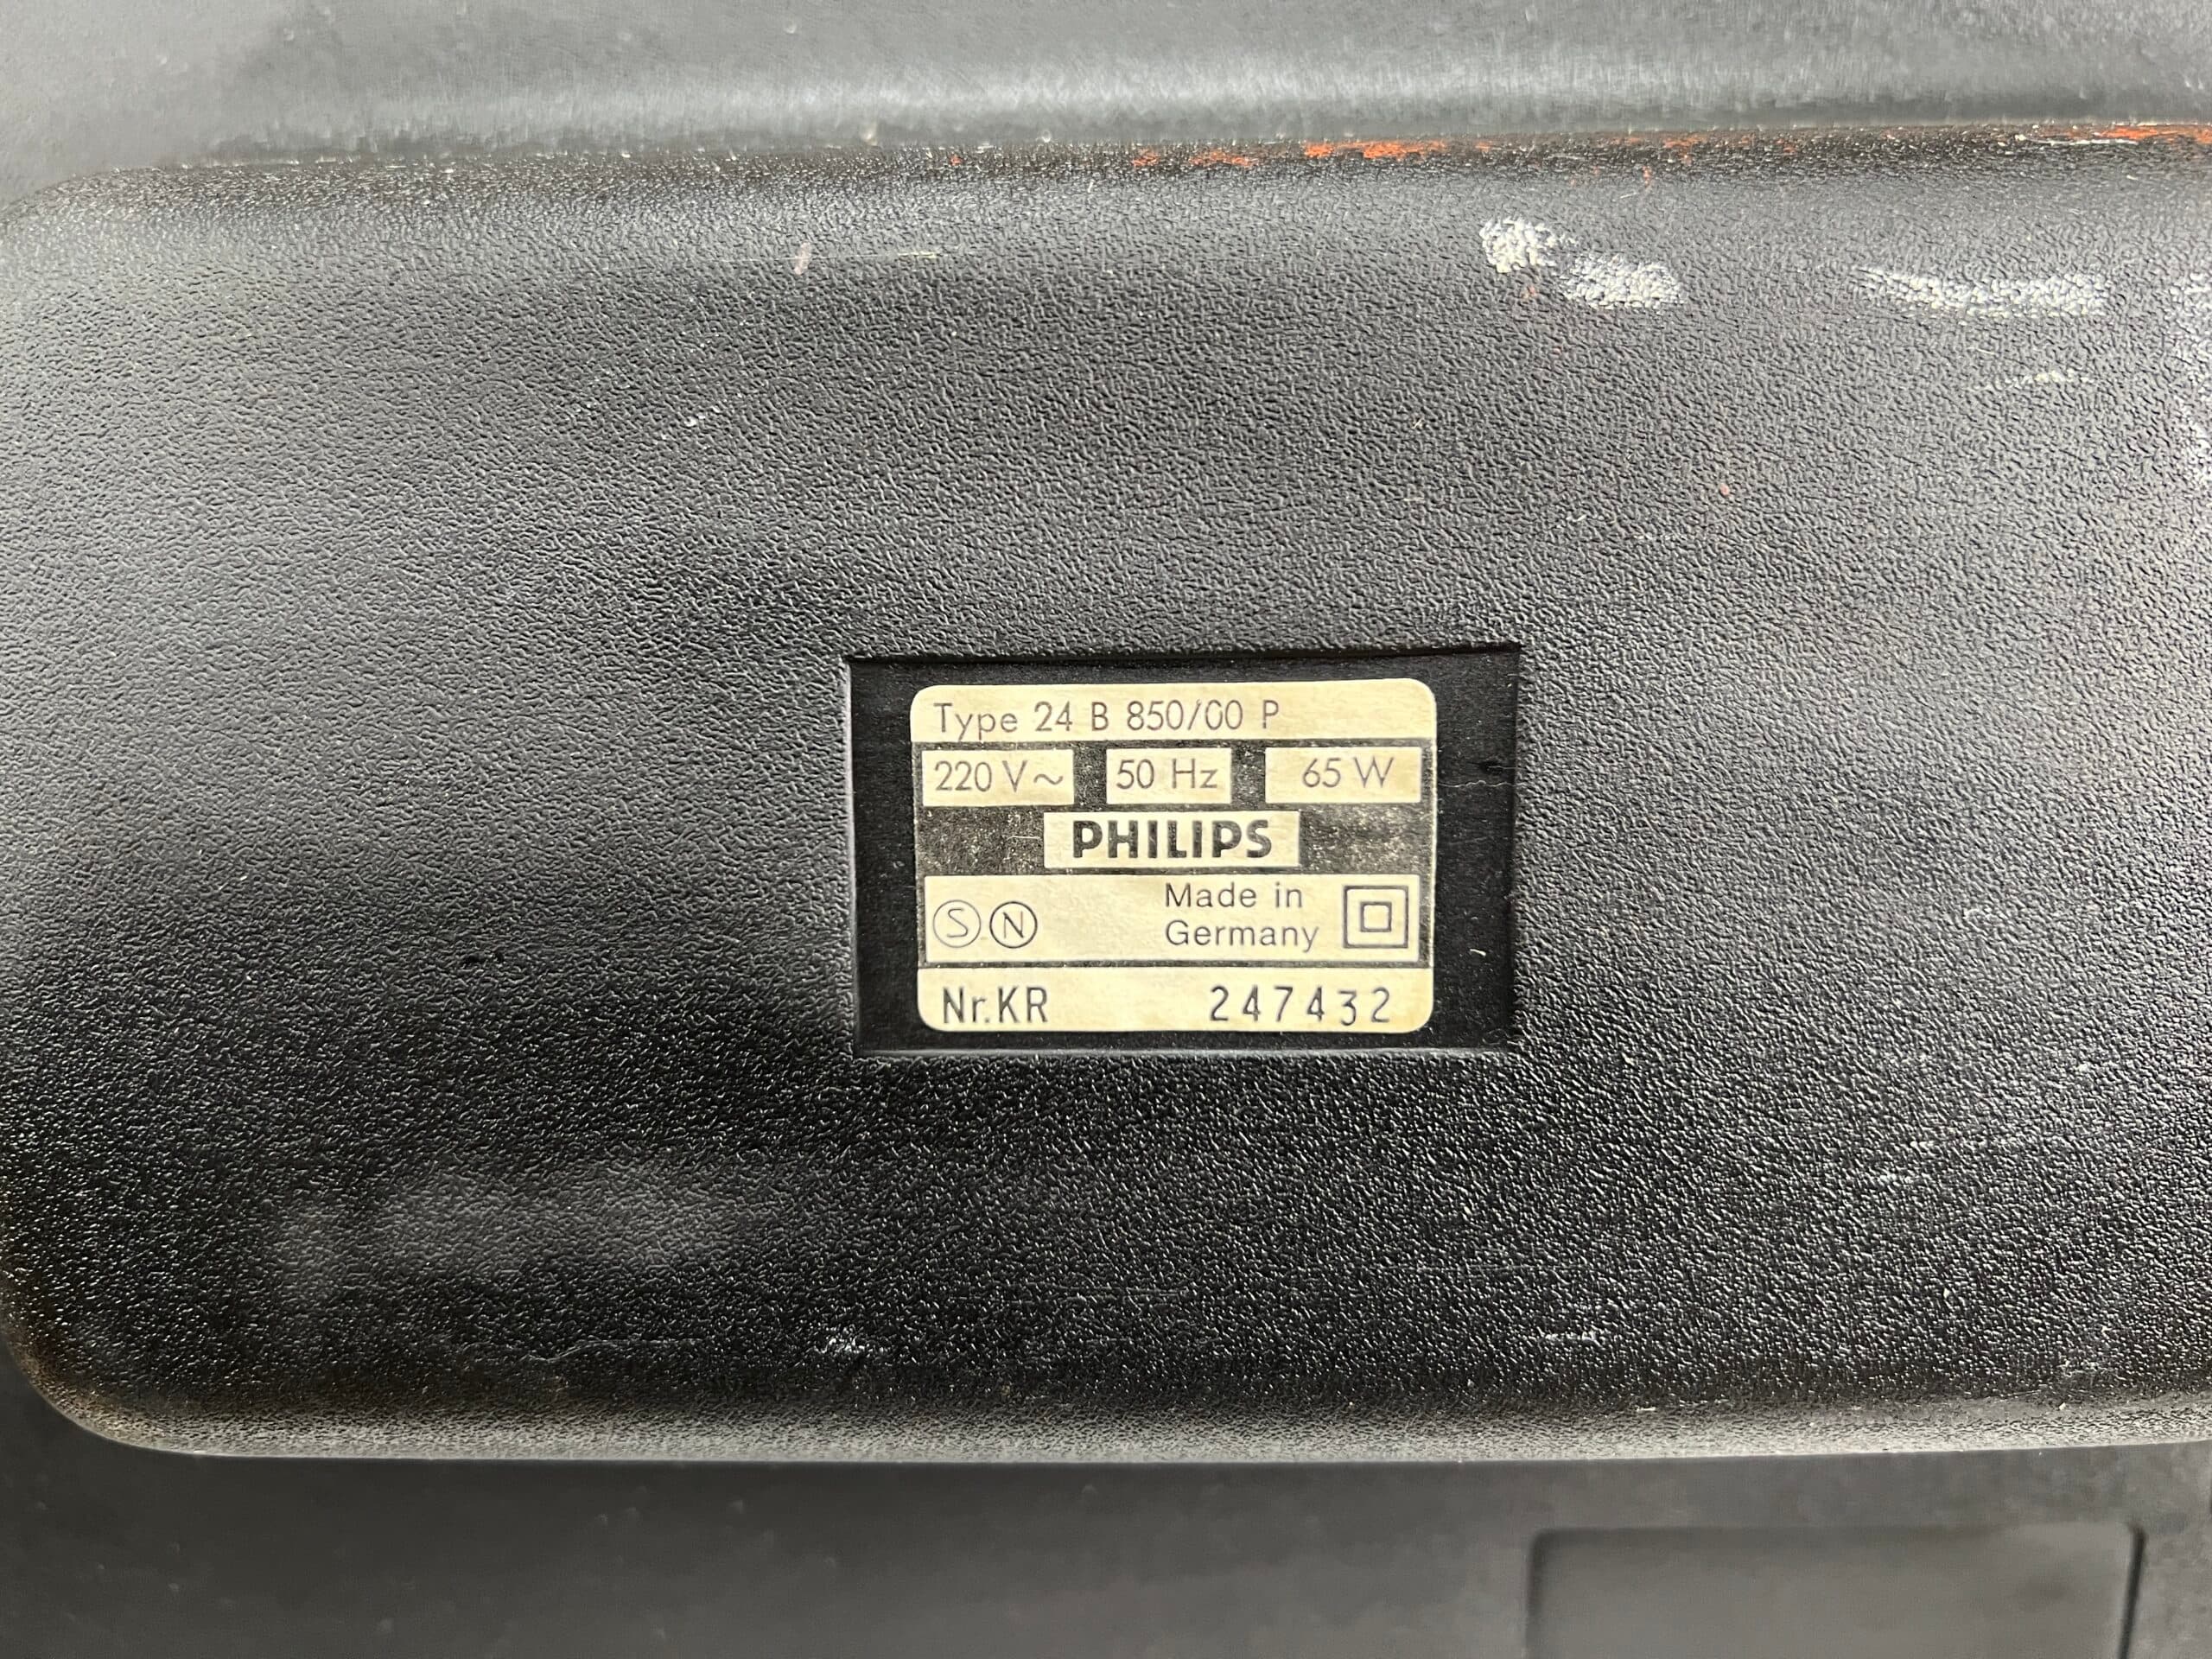 Type 24 B 850/00 P
220 V~ 50 Hz 65 W
PHILIPS
S N Made in
Germany
Nr.KR 247432